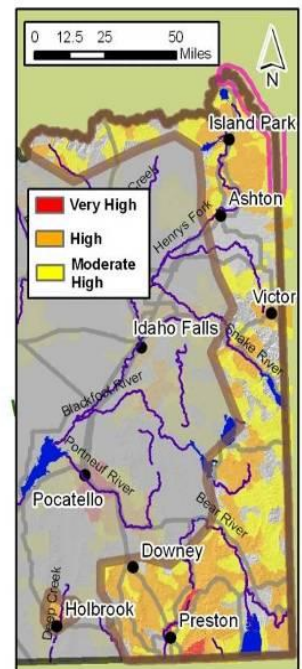 0 12.5 25 50
Miles
N
Island Park
Creek
Ashton
Henrys Fork
Very High
High
Moderate
High
Victor
Idaho Falls
Snake River
Blackfoot River
Portneuf River
Pocatello
Bear River
Downey
Deep Creek
Holbrook
Preston